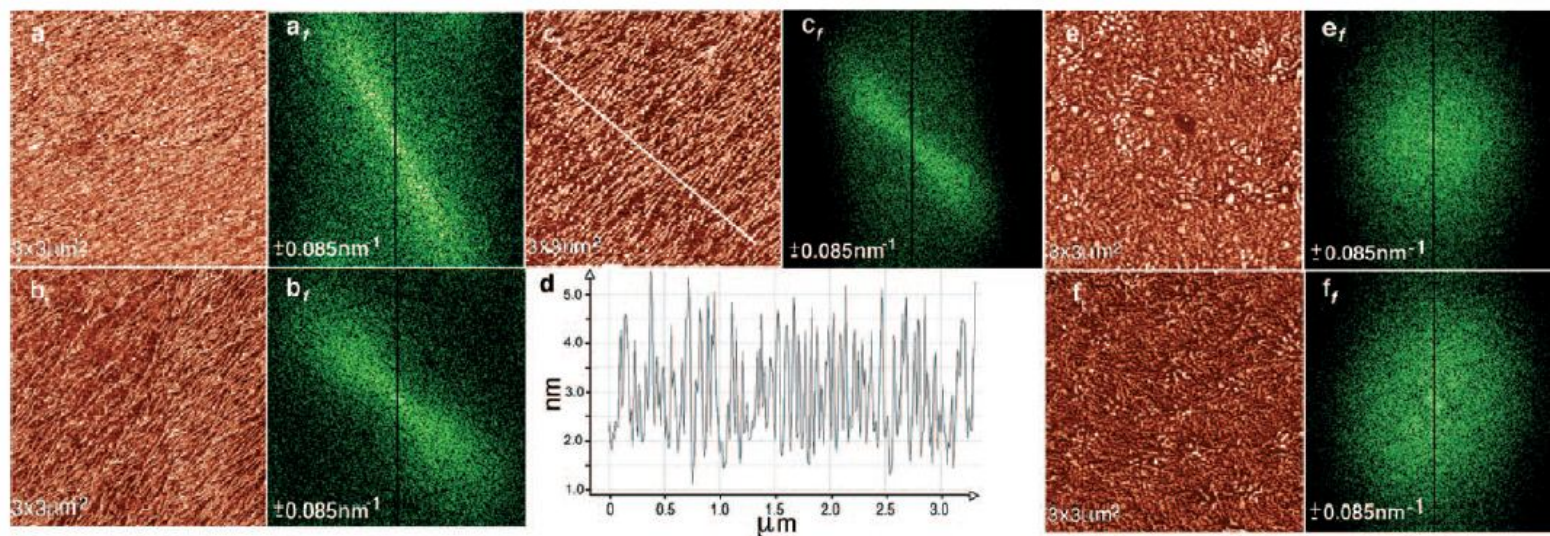 a
3x3µm²
a_f
±0.085nm⁻¹
c
3x3µm²
c_f
±0.085nm⁻¹
e
3x3µm²
e_f
±0.085nm⁻¹
b
3x3µm²
b_f
±0.085nm⁻¹
d
nm
5.0
4.0
3.0
2.0
1.0
0 0.5 1.0 1.5 2.0 2.5 3.0
µm
f
3x3µm²
f_f
±0.085nm⁻¹